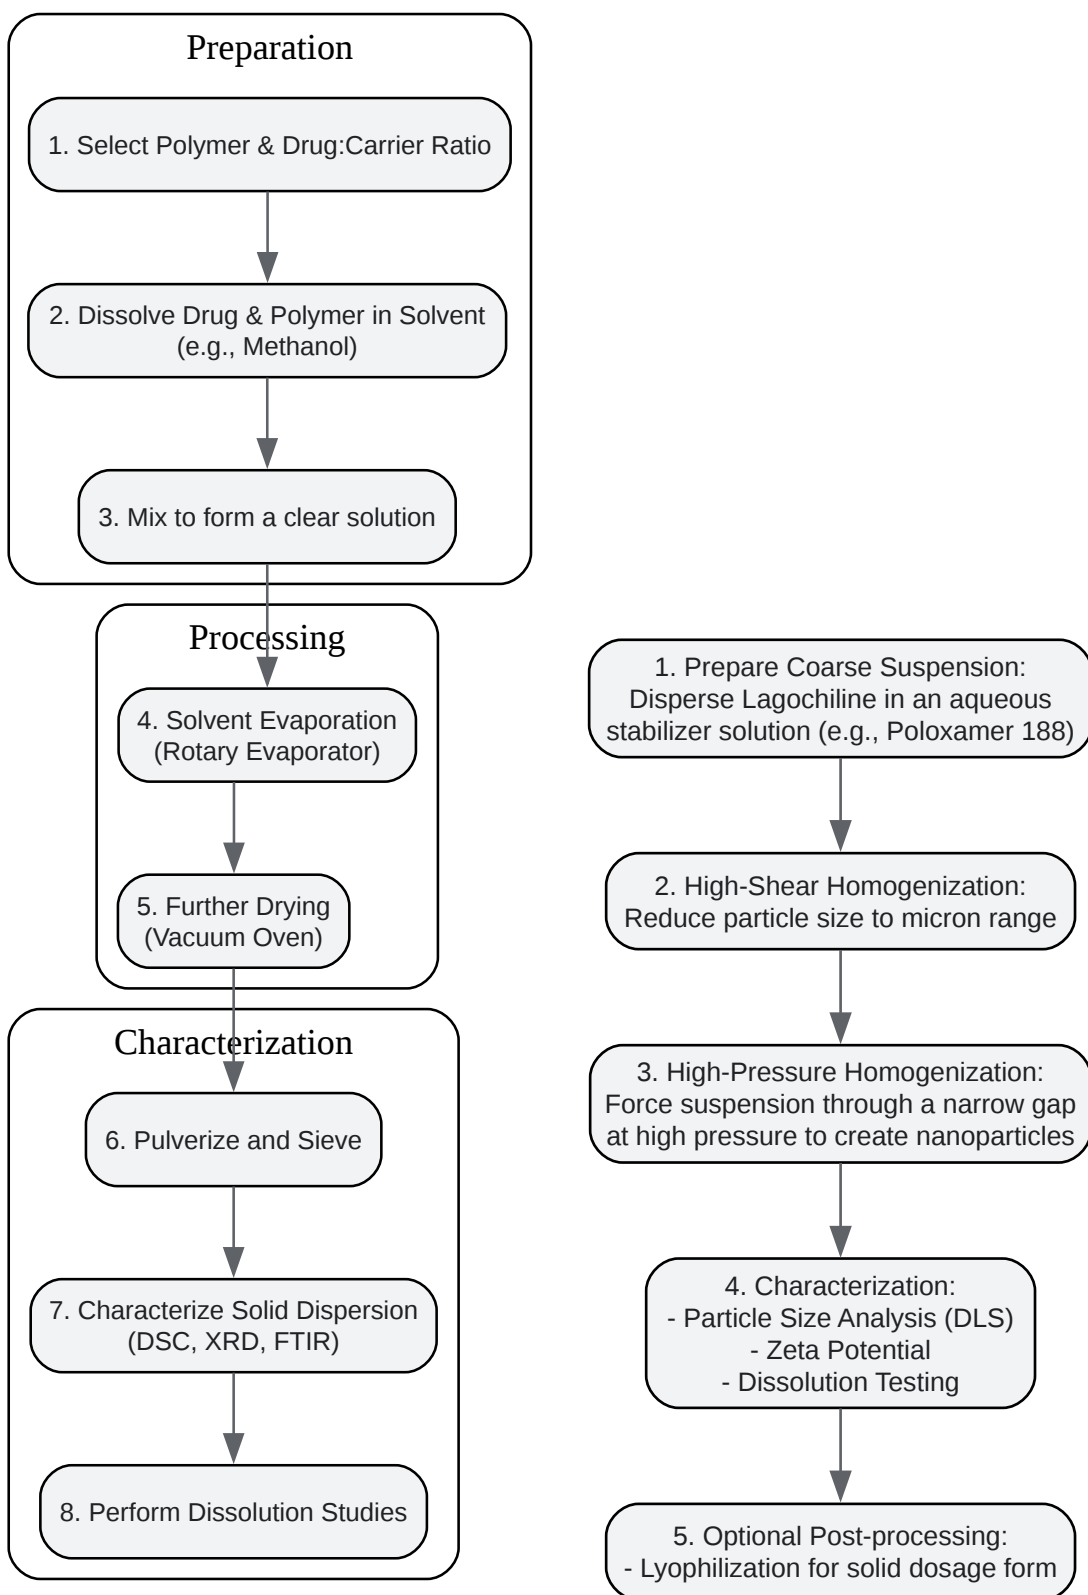 Preparation
1. Select Polymer & Drug:Carrier Ratio
2. Dissolve Drug & Polymer in Solvent
(e.g., Methanol)
3. Mix to form a clear solution
Processing
4. Solvent Evaporation
(Rotary Evaporator)
5. Further Drying
(Vacuum Oven)
Characterization
6. Pulverize and Sieve
7. Characterize Solid Dispersion
(DSC, XRD, FTIR)
8. Perform Dissolution Studies
1. Prepare Coarse Suspension:
Disperse Lagochiline in an aqueous
stabilizer solution (e.g., Poloxamer 188)
2. High-Shear Homogenization:
Reduce particle size to micron range
3. High-Pressure Homogenization:
Force suspension through a narrow gap
at high pressure to create nanoparticles
4. Characterization:
- Particle Size Analysis (DLS)
- Zeta Potential
- Dissolution Testing
5. Optional Post-processing:
- Lyophilization for solid dosage form